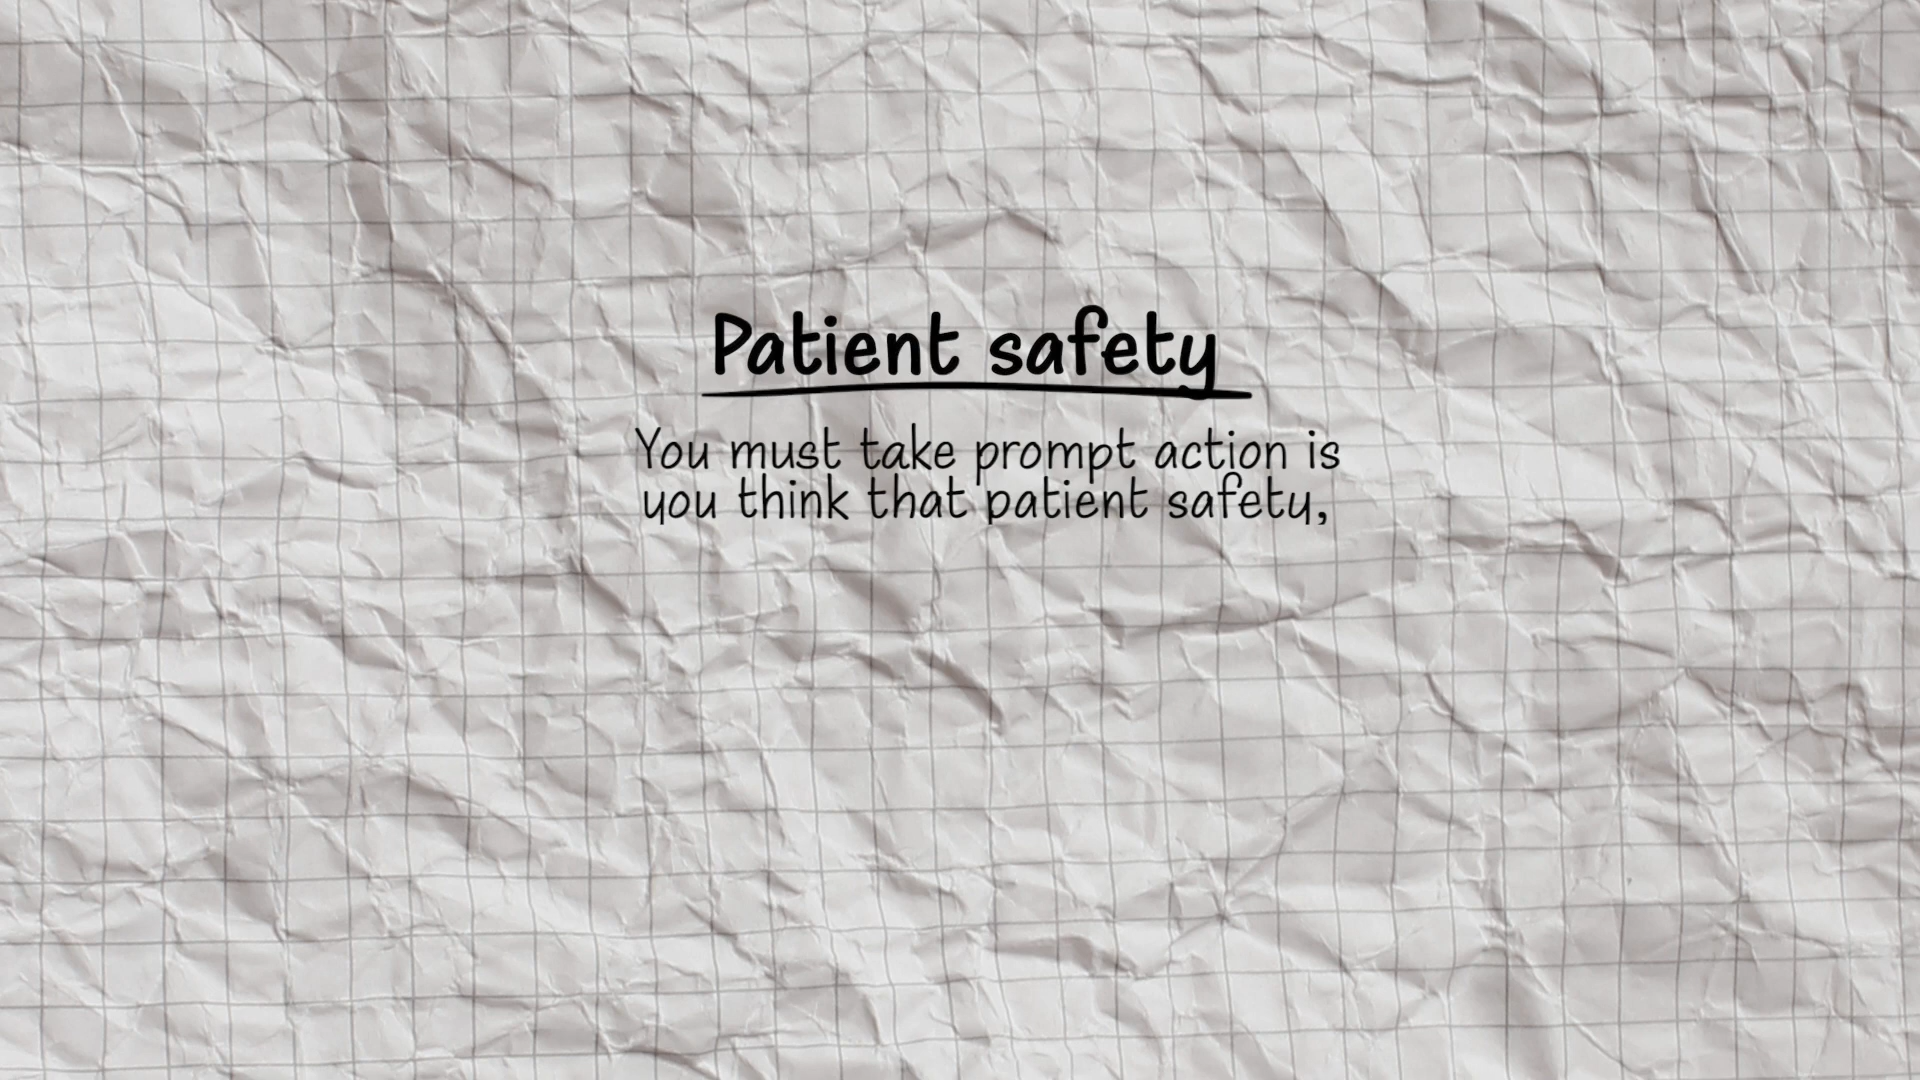 Patient safety
You must take prompt action is
you think that patient safety,